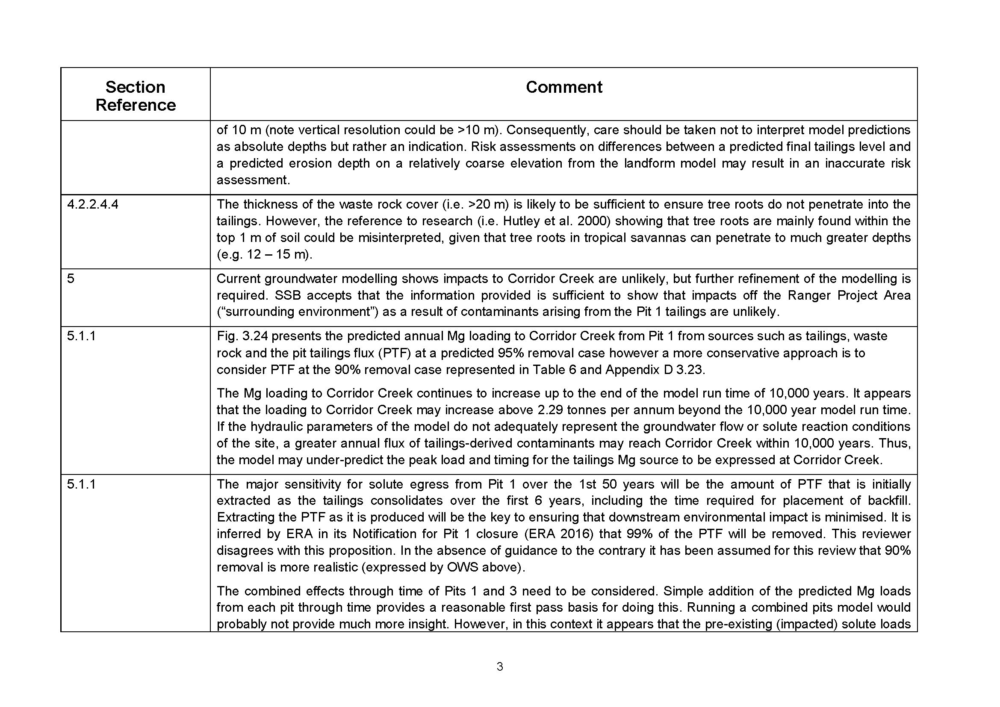 Section
Reference
Comment
of 10 m (note vertical resolution could be >10 m). Consequently, care should be taken not to interpret model predictions
as absolute depths but rather an indication. Risk assessments on differences between a predicted final tailings level and
a predicted erosion depth on a relatively coarse elevation from the landform model may result in an inaccurate risk
assessment.
4.2.2.4.4
The thickness of the waste rock cover (i.e. >20 m) is likely to be sufficient to ensure tree roots do not penetrate into the
tailings. However, the reference to research (i.e. Hutley et al. 2000) showing that tree roots are mainly found within the
top 1 m of soil could be misinterpreted, given that tree roots in tropical savannas can penetrate to much greater depths
(e.g. 12 – 15 m).
5
Current groundwater modelling shows impacts to Corridor Creek are unlikely, but further refinement of the modelling is
required. SSB accepts that the information provided is sufficient to show that impacts off the Ranger Project Area
(“surrounding environment”) as a result of contaminants arising from the Pit 1 tailings are unlikely.
5.1.1
Fig. 3.24 presents the predicted annual Mg loading to Corridor Creek from Pit 1 from sources such as tailings, waste
rock and the pit tailings flux (PTF) at a predicted 95% removal case however a more conservative approach is to
consider PTF at the 90% removal case represented in Table 6 and Appendix D 3.23.
The Mg loading to Corridor Creek continues to increase up to the end of the model run time of 10,000 years. It appears
that the loading to Corridor Creek may increase above 2.29 tonnes per annum beyond the 10,000 year model run time.
If the hydraulic parameters of the model do not adequately represent the groundwater flow or solute reaction conditions
of the site, a greater annual flux of tailings-derived contaminants may reach Corridor Creek within 10,000 years. Thus,
the model may under-predict the peak load and timing for the tailings Mg source to be expressed at Corridor Creek.
5.1.1
The major sensitivity for solute egress from Pit 1 over the 1st 50 years will be the amount of PTF that is initially
extracted as the tailings consolidates over the first 6 years, including the time required for placement of backfill.
Extracting the PTF as it is produced will be the key to ensuring that downstream environmental impact is minimised. It is
inferred by ERA in its Notification for Pit 1 closure (ERA 2016) that 99% of the PTF will be removed. This reviewer
disagrees with this proposition. In the absence of guidance to the contrary it has been assumed for this review that 90%
removal is more realistic (expressed by OWS above).
The combined effects through time of Pits 1 and 3 need to be considered. Simple addition of the predicted Mg loads
from each pit through time provides a reasonable first pass basis for doing this. Running a combined pits model would
probably not provide much more insight. However, in this context it appears that the pre-existing (impacted) solute loads
3